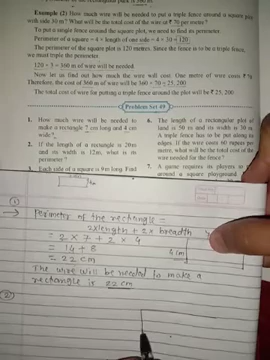 Example (2) How much wire will be needed to put a triple fence around a square plot
with side 30 m? What will be the total cost of the wire at ₹ 70 per metre?
To put a triple fence around the square plot, we need to find its perimeter.
Perimeter of a square = 4 × length of one side = 4 × 30 = 120
The perimeter of the square plot is 120 metres. Since the fence is to be a triple fence,
we must triple the perimeter.
120 × 3 = 360 m of wire will be needed.
Now let us find out how much the wire will cost. One metre of wire costs ₹ 70
Therefore, the cost of 360 m of wire will be 360 × 70 = 25,200
The total cost of wire for putting a triple fence around the plot will be ₹ 25,200.
Problem Set 49
1. How much wire will be needed to
make a rectangle 7 cm long and 4 cm
wide?
2. If the length of a rectangle is 20m
and its width is 12m, what is its
perimeter?
3. Each side of a square is 9m long. Find
6. The length of a rectangular plot of
land is 50 m and its width is 30 m.
A triple fence has to be put along its
edges. If the wire costs 60 rupees per
metre, what will be the total cost of the
wire needed for the fence?
7. A game requires its players to
around a square playground
①
→ Perimeter of the rectangle =
2×length + 2× breadth
= 2 × 7 + 2 × 4
= 14 + 8
= 22 cm
4cm
The wire will be needed to make a
rectangle is 22 cm
②